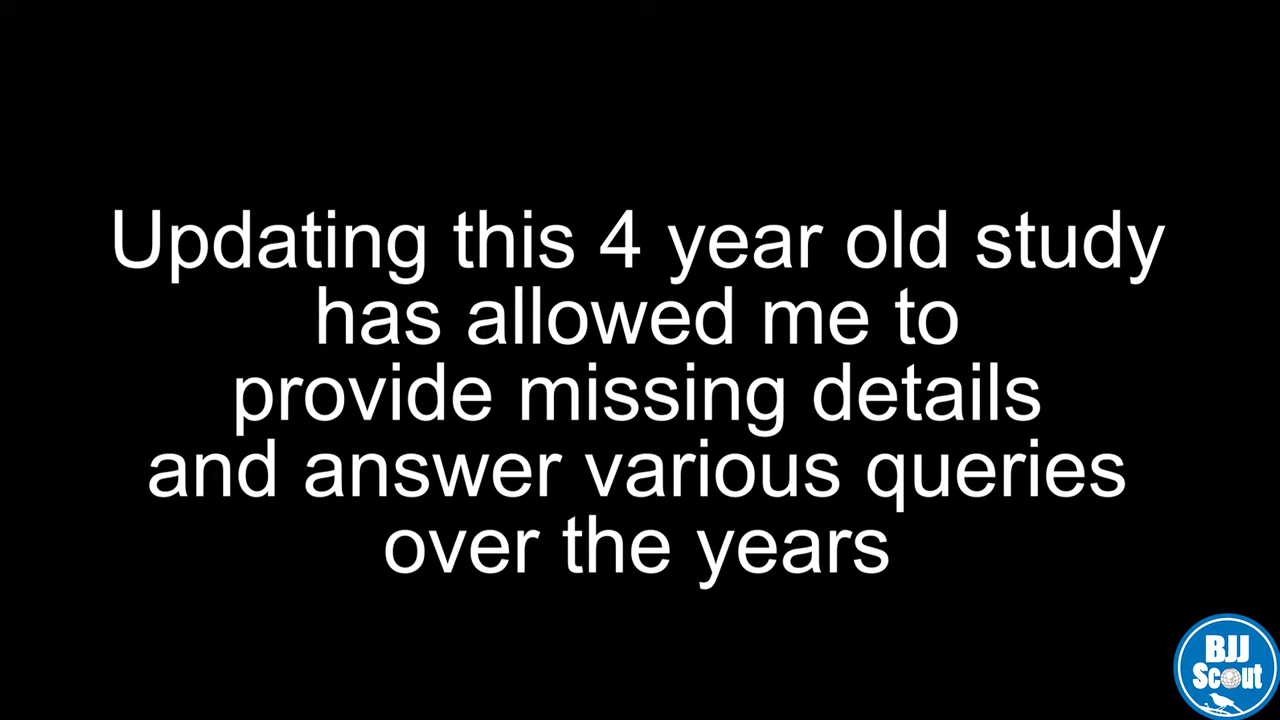 Updating this 4 year old study
has allowed me to
provide missing details
and answer various queries
over the years
BJJ
Scout